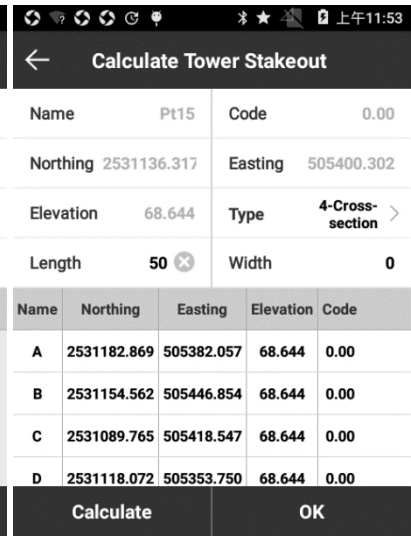 上午11:53
Calculate Tower Stakeout
Name Pt15 Code 0.00
Northing 2531136.317 Easting 505400.302
Elevation 68.644 Type 4-Cross-
section
Length 50 Width 0
Name Northing Easting Elevation Code
A 2531182.869 505382.057 68.644 0.00
B 2531154.562 505446.854 68.644 0.00
C 2531089.765 505418.547 68.644 0.00
D 2531118.072 505353.750 68.644 0.00
Calculate OK